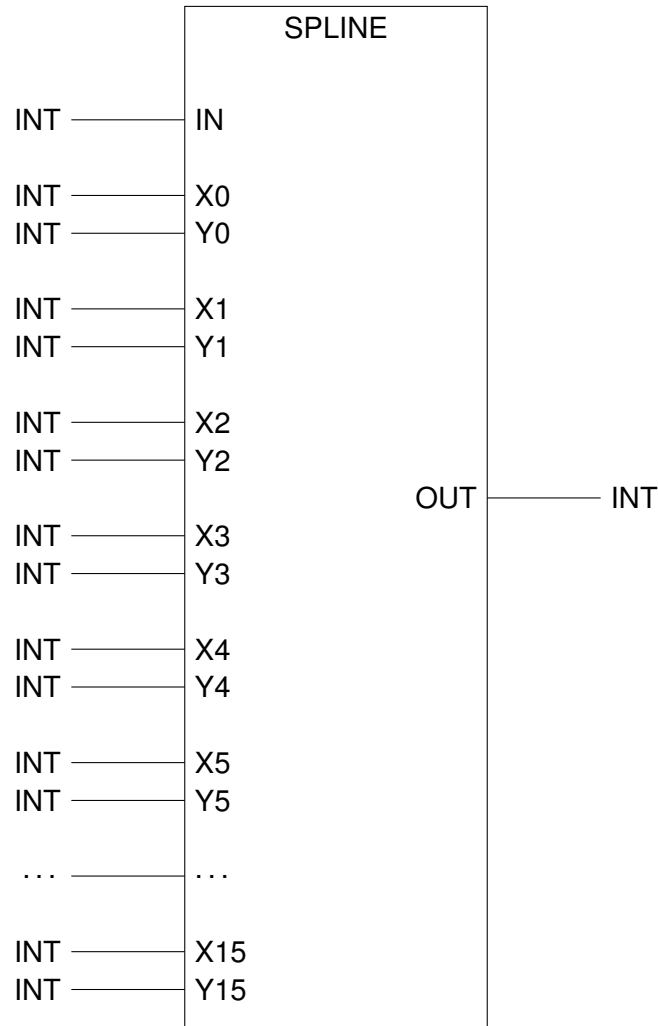 SPLINE
INT IN
INT X0
INT Y0
INT X1
INT Y1
INT X2
INT Y2
OUT INT
INT X3
INT Y3
INT X4
INT Y4
INT X5
INT Y5
... ...
INT X15
INT Y15